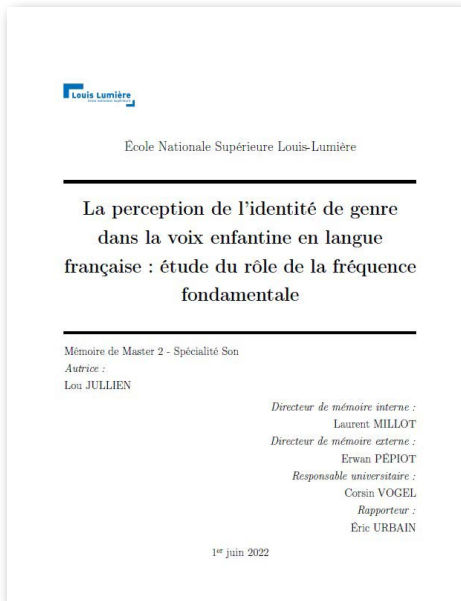 Louis Lumière
École Nationale Supérieure Louis-Lumière
La perception de l'identité de genre
dans la voix enfantine en langue
française : étude du rôle de la fréquence
fondamentale
Mémoire de Master 2 - Spécialité Son
Autrice :
Lou JULLIEN
Directeur de mémoire interne :
Laurent MILLOT
Directeur de mémoire externe :
Erwan PÉPIOT
Responsable universitaire :
Corsin VOGEL
Rapporteur :
Éric URBAIN
1er juin 2022